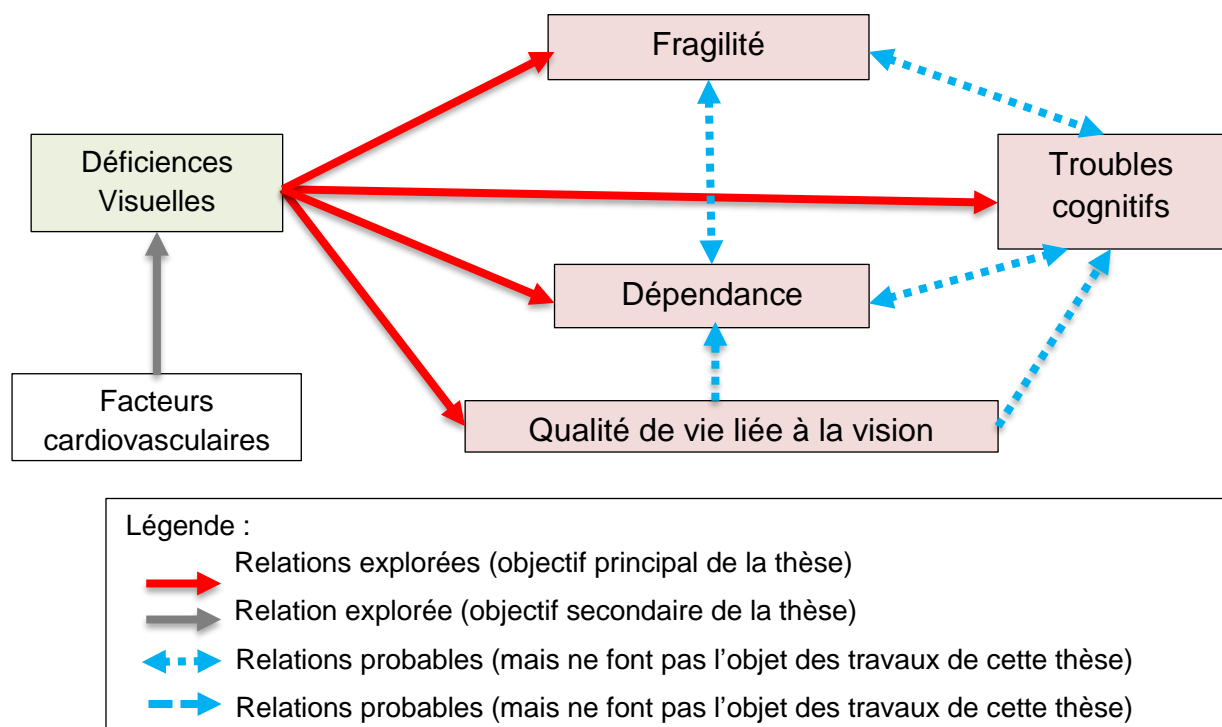 Fragilité
Déficiences
Visuelles
Troubles
cognitifs
Dépendance
Facteurs
cardiovasculaires
Qualité de vie liée à la vision
Légende :
Relations explorées (objectif principal de la thèse)
Relation explorée (objectif secondaire de la thèse)
Relations probables (mais ne font pas l’objet des travaux de cette thèse)
Relations probables (mais ne font pas l’objet des travaux de cette thèse)